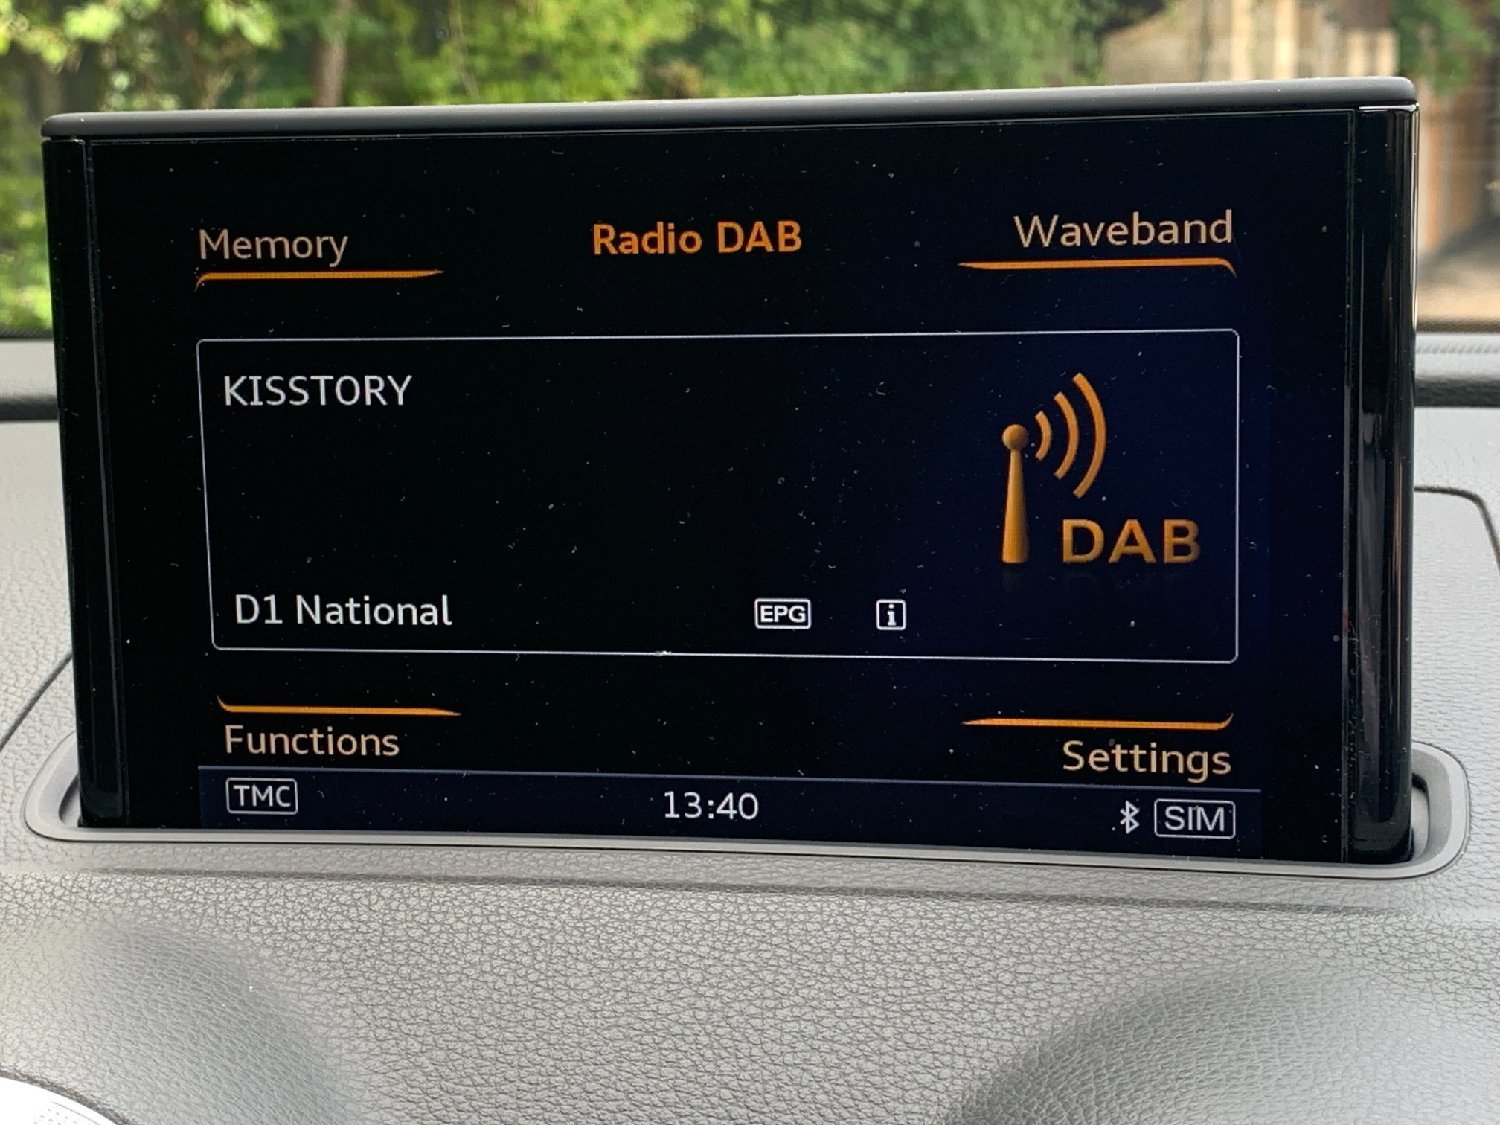 Memory Radio DAB Waveband
KISSTORY
DAB
D1 National EPG i
Functions Settings
TMC 13:40 SIM